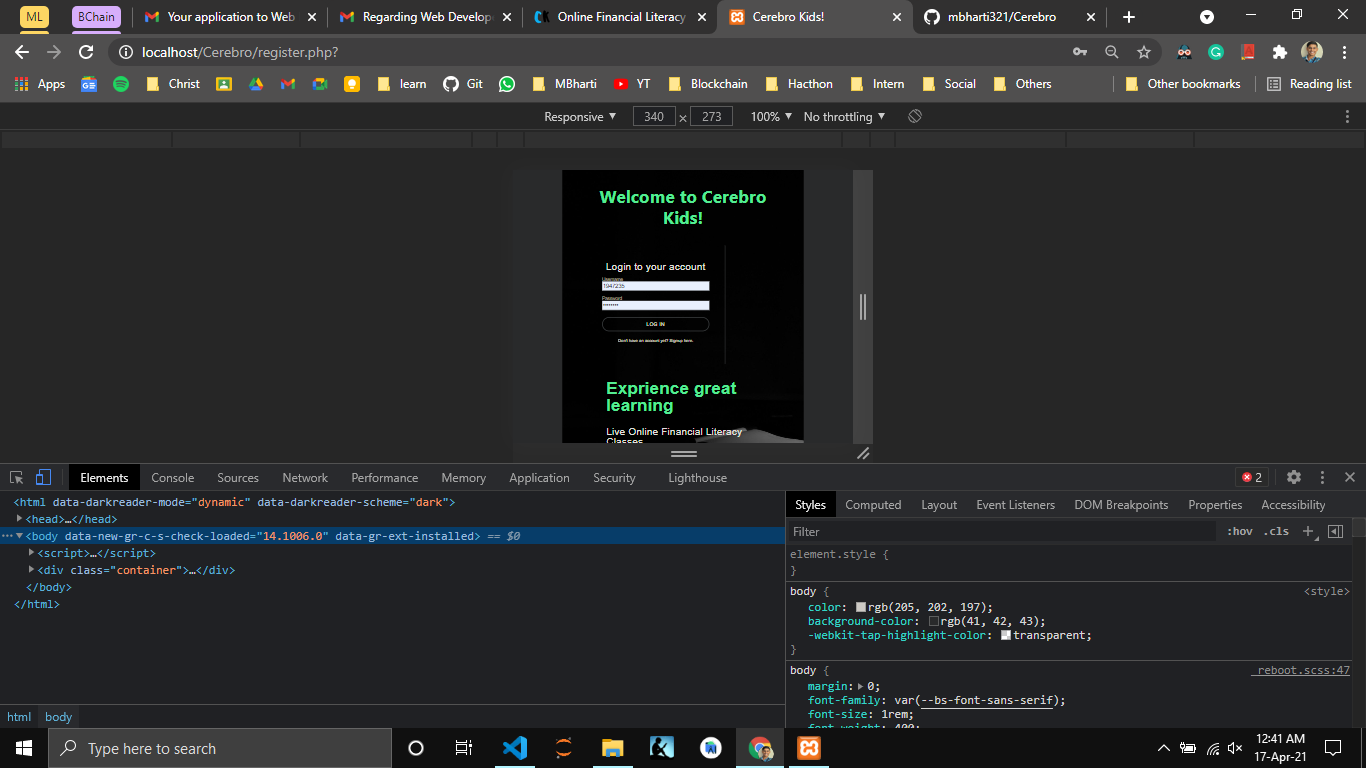 ML BChain Your application to Web Regarding Web Develop Online Financial Literacy Cerebro Kids! mbharti321/Cerebro
localhost/Cerebro/register.php?
Apps Christ learn Git MBharti YT Blockchain Hacthon Intern Social Others Other bookmarks Reading list
Responsive ▼ 340 × 273 100% ▼ No throttling ▼
Welcome to Cerebro
Kids!
Login to your account
Username
1947235
Password
LOG IN
Don't have an account yet? Signup here.
Exprience great
learning
Live Online Financial Literacy
Classes
Elements Console Sources Network Performance Memory Application Security Lighthouse 2
<html data-darkreader-mode="dynamic" data-darkreader-scheme="dark">
<head>…</head>
<body data-new-gr-c-s-check-loaded="14.1006.0" data-gr-ext-installed> == $0
<script>…</script>
<div class="container">…</div>
</body>
</html>
html body
Styles Computed Layout Event Listeners DOM Breakpoints Properties Accessibility
Filter :hov .cls
element.style {
}
body { <style>
color: rgb(205, 202, 197);
background-color: rgb(41, 42, 43);
-webkit-tap-highlight-color: transparent;
}
body { _reboot.scss:47
margin: 0;
font-family: var(--bs-font-sans-serif);
font-size: 1rem;
font-weight: 400;
Type here to search
12:41 AM
17-Apr-21